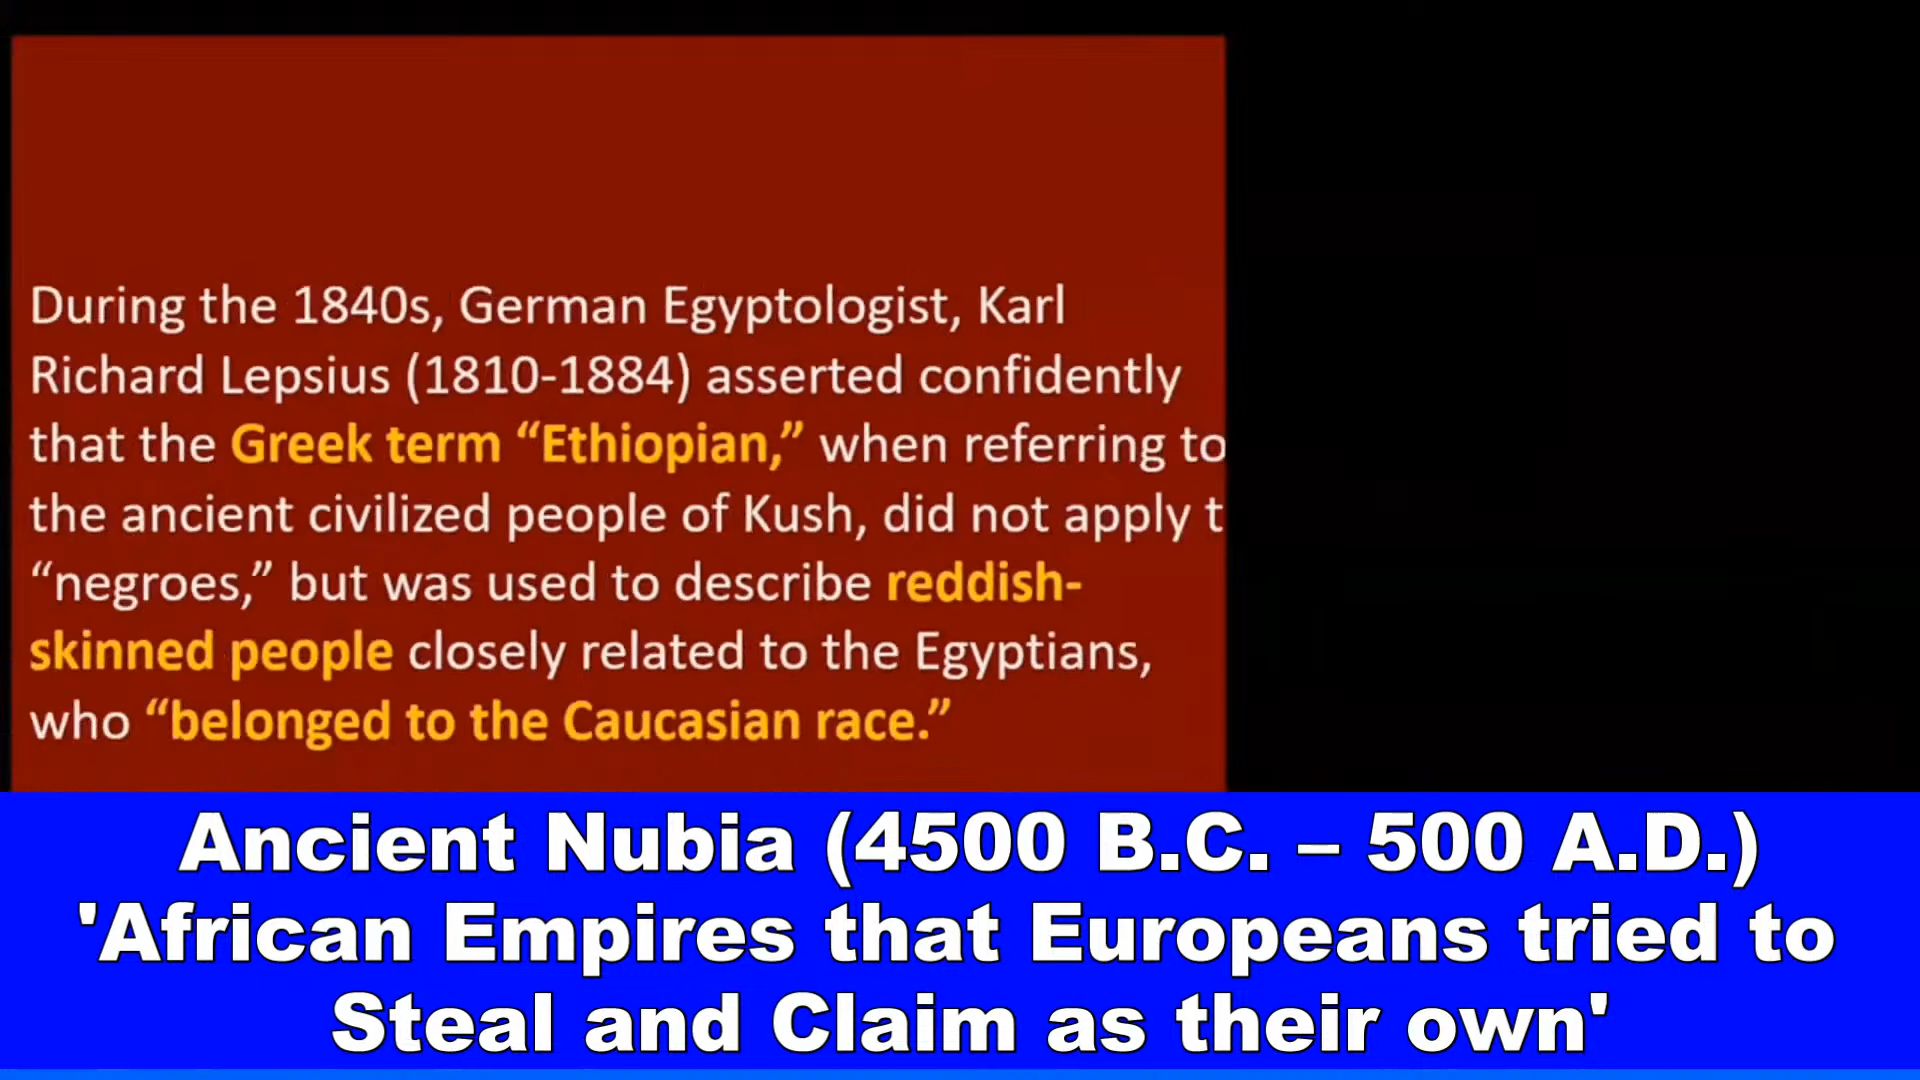 During the 1840s, German Egyptologist, Karl
Richard Lepsius (1810-1884) asserted confidently
that the Greek term “Ethiopian,” when referring to
the ancient civilized people of Kush, did not apply t
“negroes,” but was used to describe reddish-
skinned people closely related to the Egyptians,
who “belonged to the Caucasian race.”
Ancient Nubia (4500 B.C. – 500 A.D.)
'African Empires that Europeans tried to
Steal and Claim as their own'